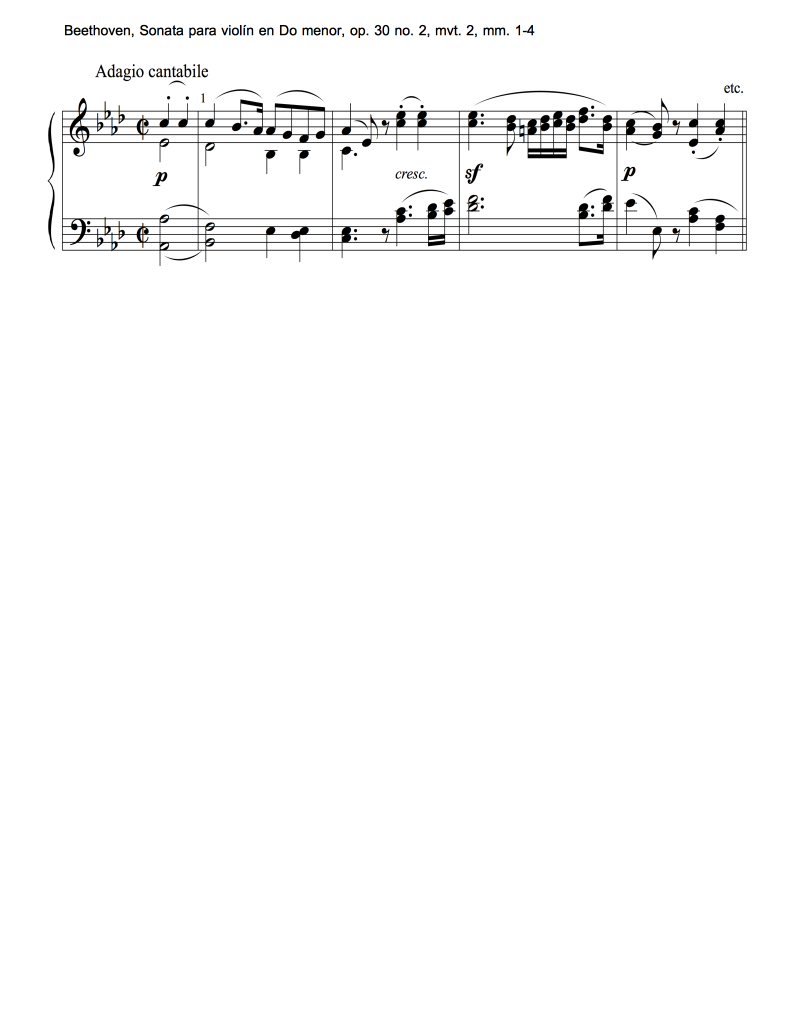 Beethoven, Sonata para violín en Do menor, op. 30 no. 2, mvt. 2, mm. 1-4
Adagio cantabile
etc.
1
cresc.
sf
p
p